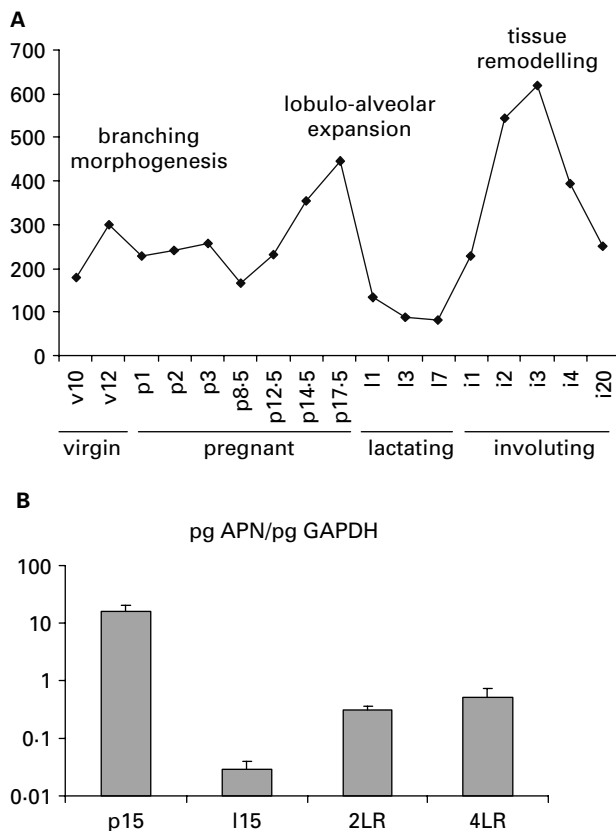 A
700
600
500
400
300
200
100
0
branching
morphogenesis
lobulo-alveolar
expansion
tissue
remodelling
v10 v12 p1 p2 p3 p8·5 p12·5 p14·5 p17·5 l1 l3 l7 i1 i2 i3 i4 i20
virgin pregnant lactating involuting
B
pg APN/pg GAPDH
100
10
1
0·1
0·01
p15 l15 2LR 4LR